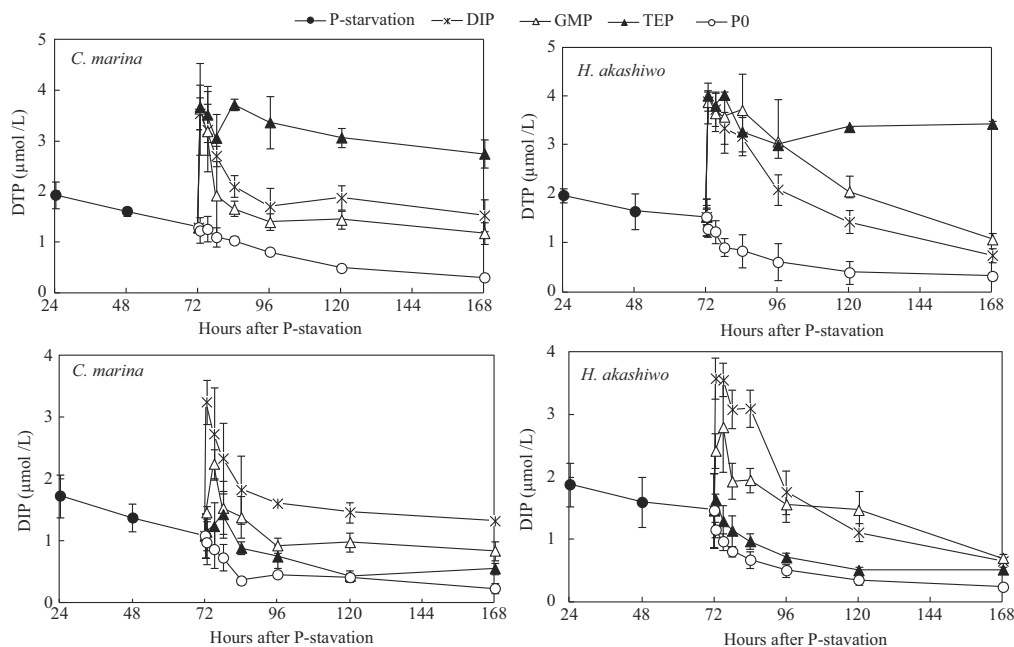 P-starvation DIP GMP TEP P0
C. marina
DTP (µmol/L)
5
4
3
2
1
0
24 48 72 96 120 144 168
Hours after P-stavation
H. akashiwo
DTP (µmol/L)
5
4
3
2
1
0
24 48 72 96 120 144 168
Hours after P-stavation
C. marina
DIP (µmol /L)
4
3
2
1
0
24 48 72 96 120 144 168
Hours after P-stavation
H. akashiwo
DIP (µmol /L)
4
3
2
1
0
24 48 72 96 120 144 168
Hours after P-stavation